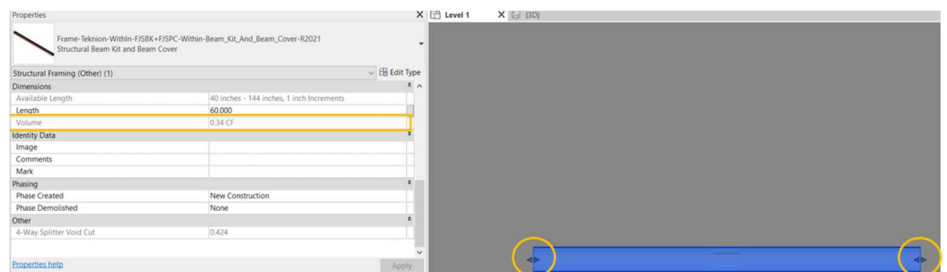 Properties
Frame-Teknion-WithIn-FJSBK+FJSPC-Within-Beam_Kit_And_Beam_Cover-R2021
Structural Beam Kit and Beam Cover
Structural Framing (Other) (1) Edit Type
Dimensions
Available Length 40 inches - 144 inches, 1 inch Increments
Length 60.000
Volume 0.34 CF
Identity Data
Image
Comments
Mark
Phasing
Phase Created New Construction
Phase Demolished None
Other
4-Way Splitter Void Cut 0.424
Properties help Apply
Level 1 X (3D)